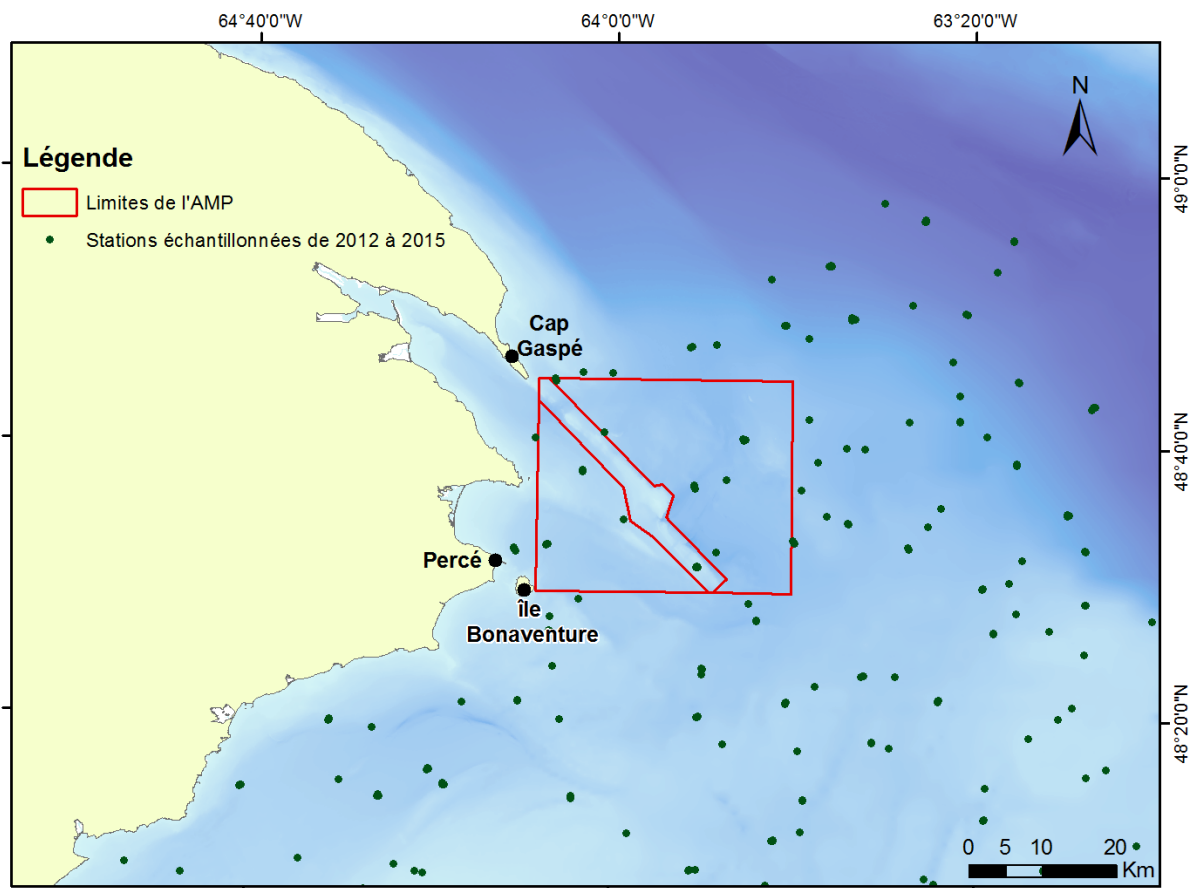 64°40'0"W
64°0'0"W
63°20'0"W
N
Légende
Limites de l'AMP
Stations échantillonnées de 2012 à 2015
49°0'0"N
Cap
Gaspé
48°40'0"N
Percé
île
Bonaventure
48°20'0"N
0 5 10 20
Km